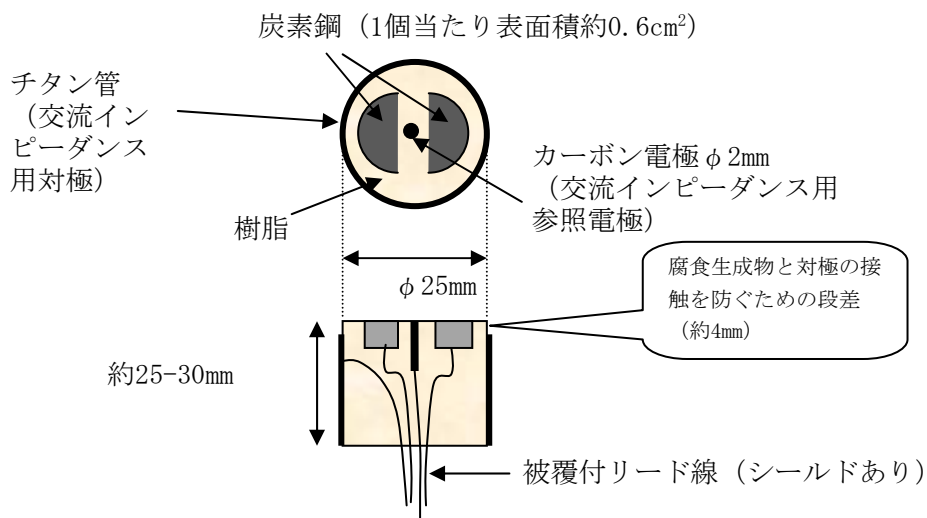 炭素鋼（1個当たり表面積約0.6cm²）
チタン管
（交流イン
ピーダンス
用対極）
カーボン電極φ2mm
（交流インピーダンス用
参照電極）
樹脂
φ25mm
腐食生成物と対極の接
触を防ぐための段差
（約4mm）
約25-30mm
被覆付リード線（シールドあり）